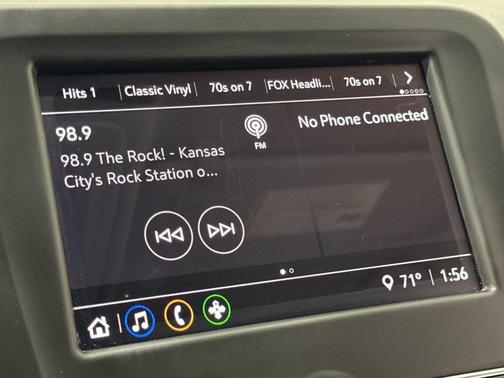 Hits 1 | Classic Vinyl | 70s on 7 | FOX Headli... | 70s on 7
98.9
FM
No Phone Connected
98.9 The Rock! - Kansas
City's Rock Station o...
71° | 1:56